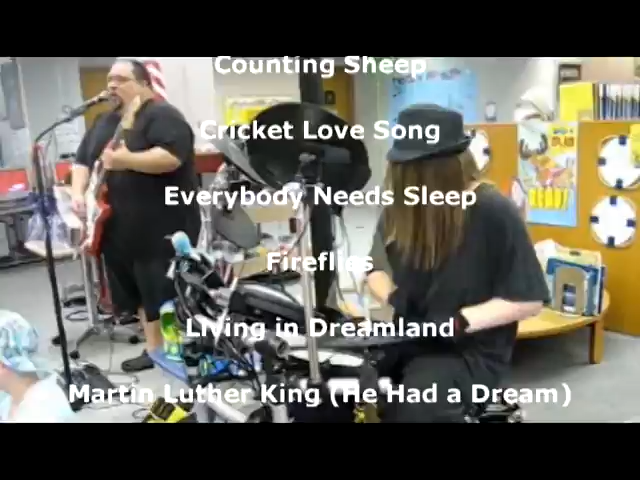 Counting Sheep
Cricket Love Song
Everybody Needs Sleep
Fireflies
Living in Dreamland
Martin Luther King (He Had a Dream)